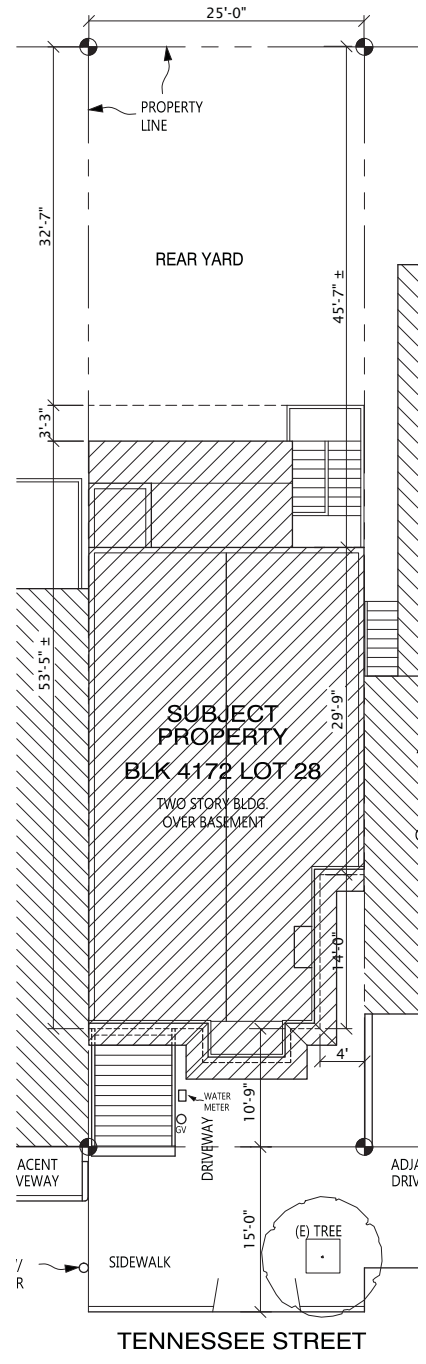 25'-0"
PROPERTY
LINE
32'-7"
REAR YARD
45'-7" ±
3'-3"
53'-5" ±
29'-9"
SUBJECT
PROPERTY
BLK 4172 LOT 28
TWO STORY BLDG.
OVER BASEMENT
14'-0"
4'
10'-9"
WATER
METER
GV
DRIVEWAY
ACENT
VEWAY
ADJA
DRIV
15'-0"
(E) TREE
SIDEWALK
/
R
TENNESSEE STREET